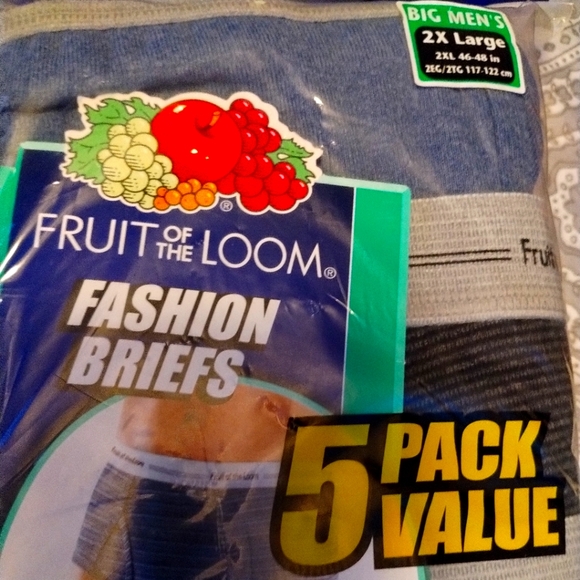 BIG MEN'S
2X Large
2XL 46-48 in
2EG/2TG 117-122 cm
FRUIT OF THE LOOM®
Fruit
FASHION
BRIEFS
5 PACK
VALUE